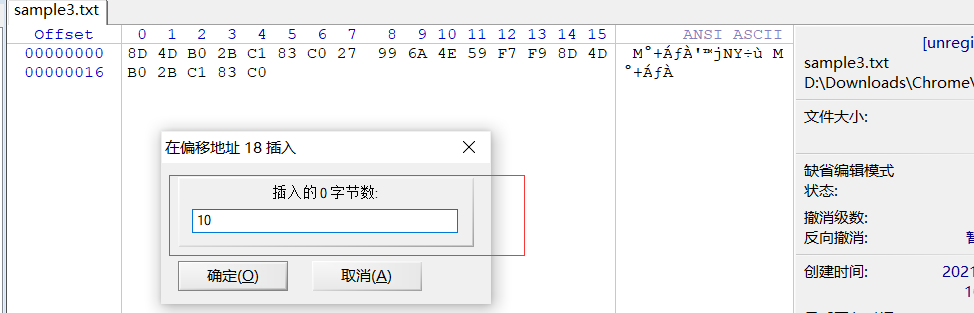 sample3.txt
Offset 0 1 2 3 4 5 6 7 8 9 10 11 12 13 14 15 ANSI ASCII
00000000 8D 4D B0 2B C1 83 C0 27 99 6A 4E 59 F7 F9 8D 4D M°+ÁƒÀ'™jNY÷ù M
00000016 B0 2B C1 83 C0 °+ÁƒÀ
在偏移地址 18 插入
插入的0字节数:
10
确定(O)
取消(A)
[unregi
sample3.txt
D:\Downloads\Chrome\
文件大小:
缺省编辑模式
状态:
撤消级数:
反向撤消:
创建时间: 2021